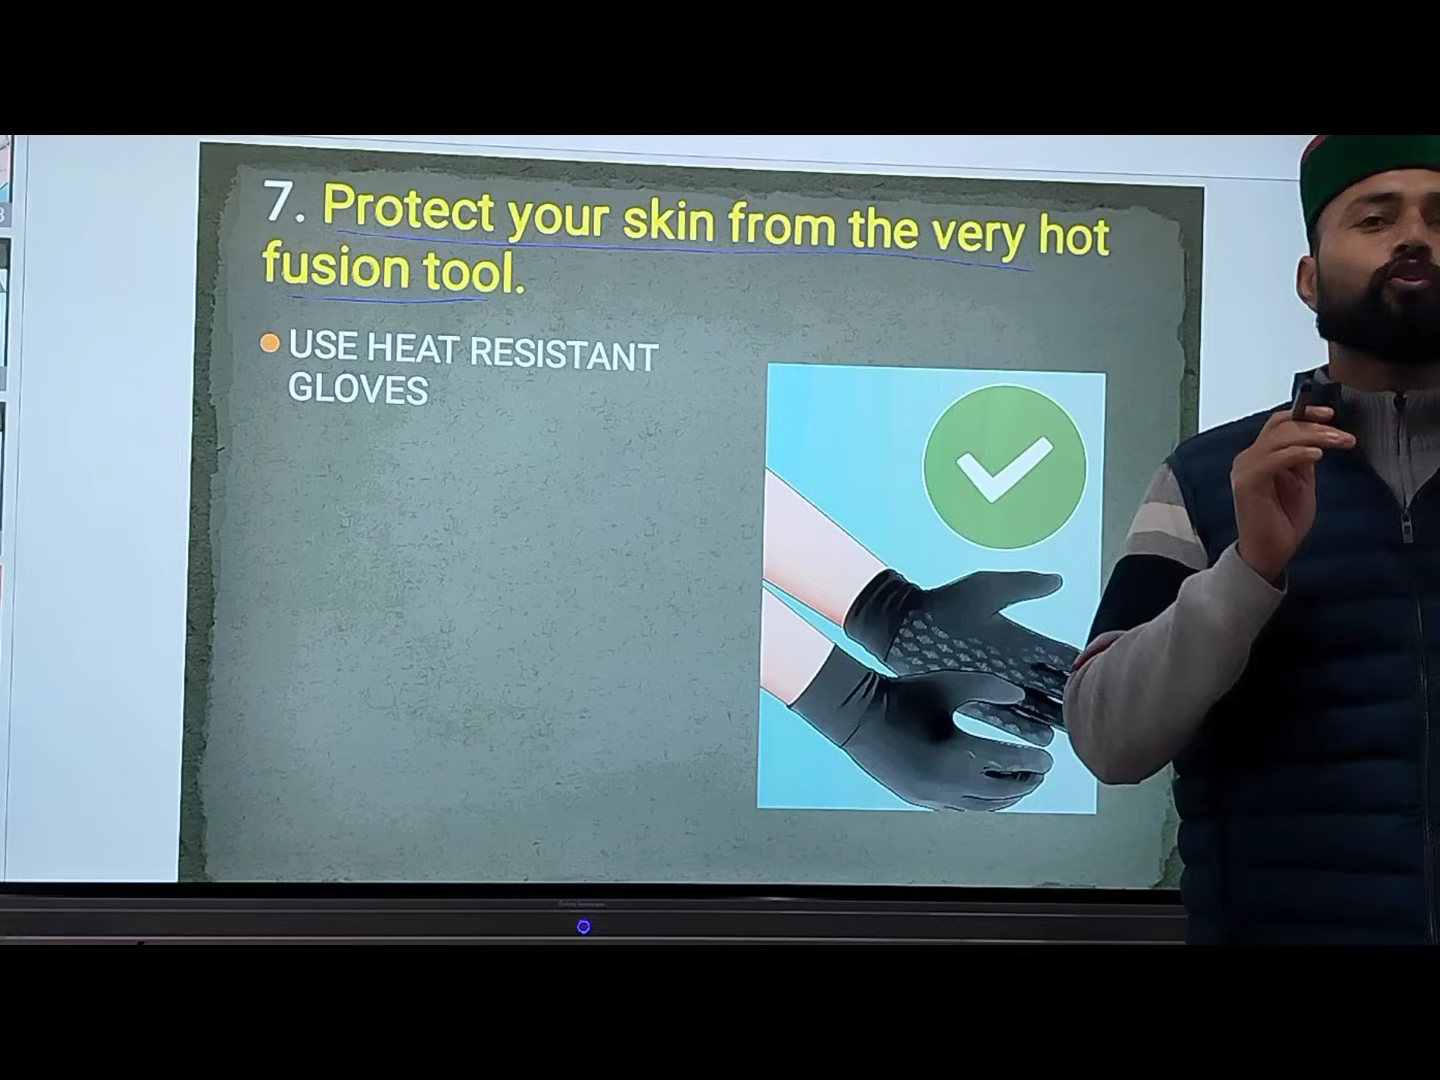 7. Protect your skin from the very hot
fusion tool.
USE HEAT RESISTANT
GLOVES